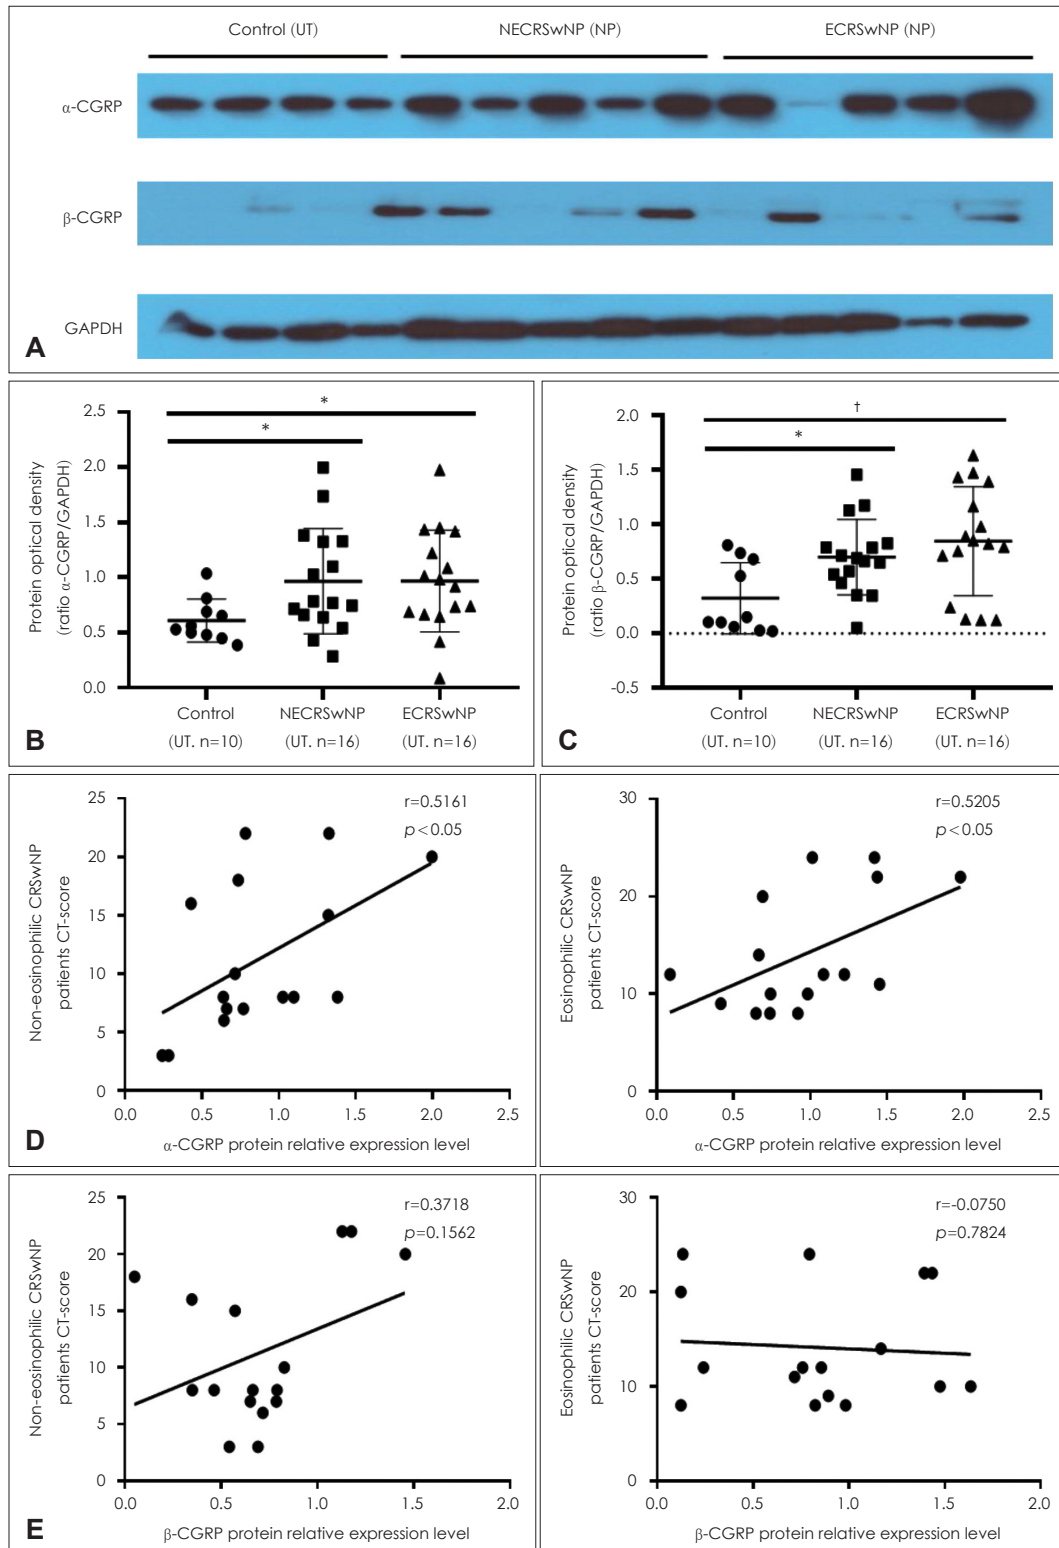 Control (UT) NECRSwNP (NP) ECRSwNP (NP)
α-CGRP
β-CGRP
GAPDH
A
Protein optical density
(ratio α-CGRP/GAPDH)
2.5
2.0
1.5
1.0
0.5
0.0
*
*
Control NECRSwNP ECRSwNP
(UT. n=10) (UT. n=16) (UT. n=16)
B
Protein optical density
(ratio β-CGRP/GAPDH)
2.0
1.5
1.0
0.5
0.0
-0.5
†
*
Control NECRSwNP ECRSwNP
(UT. n=10) (UT. n=16) (UT. n=16)
C
Non-eosinophilic CRSwNP
patients CT-score
25
20
15
10
5
0
r=0.5161
p<0.05
0.0 0.5 1.0 1.5 2.0 2.5
α-CGRP protein relative expression level
D
Eosinophilic CRSwNP
patients CT-score
30
20
10
0
r=0.5205
p<0.05
0.0 0.5 1.0 1.5 2.0 2.5
α-CGRP protein relative expression level
Non-eosinophilic CRSwNP
patients CT-score
25
20
15
10
5
0
r=0.3718
p=0.1562
0.0 0.5 1.0 1.5 2.0
β-CGRP protein relative expression level
E
Eosinophilic CRSwNP
patients CT-score
30
20
10
0
r=-0.0750
p=0.7824
0.0 0.5 1.0 1.5 2.0
β-CGRP protein relative expression level